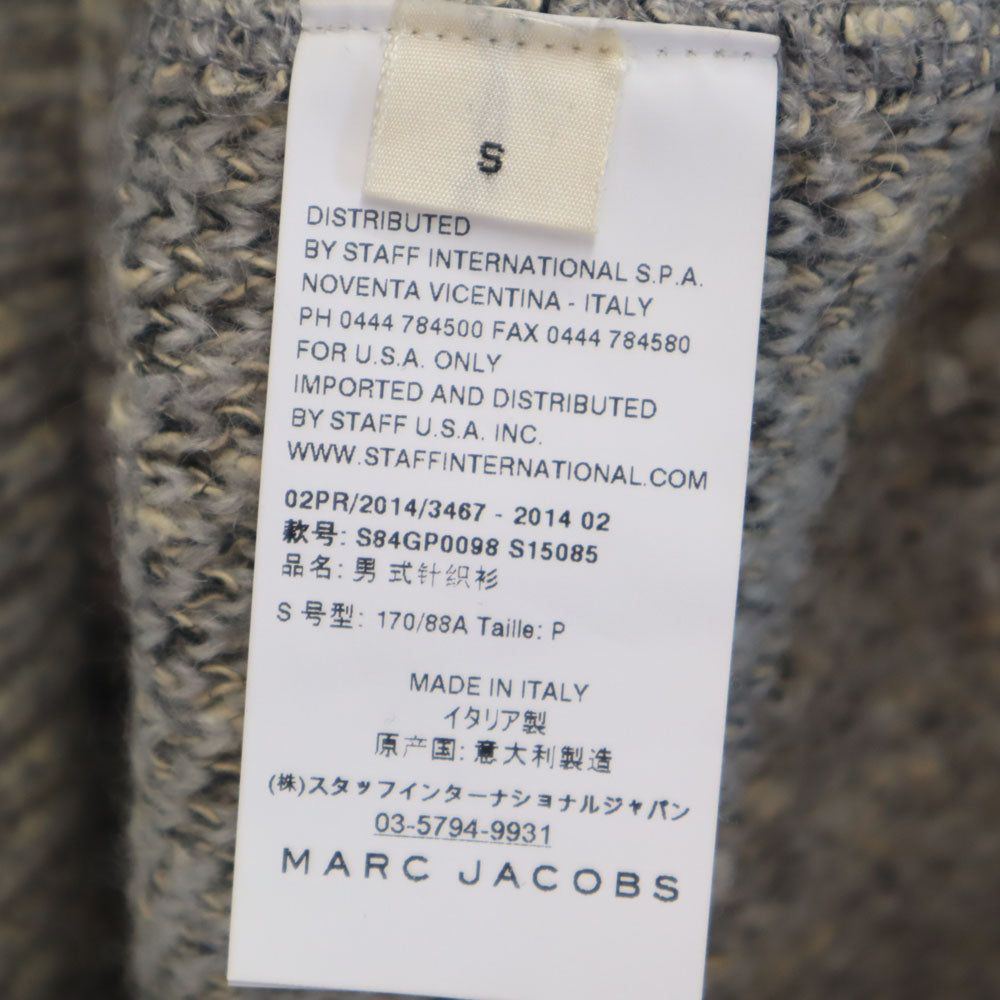 S
DISTRIBUTED
BY STAFF INTERNATIONAL S.P.A.
NOVENTA VICENTINA - ITALY
PH 0444 784500 FAX 0444 784580
FOR U.S.A. ONLY
IMPORTED AND DISTRIBUTED
BY STAFF U.S.A. INC.
WWW.STAFFINTERNATIONAL.COM
02PR/2014/3467 - 2014 02
款号: S84GP0098 S15085
品名: 男 式针织衫
S 号型: 170/88A Taille: P
MADE IN ITALY
イタリア製
原产国: 意大利製造
(株)スタッフインターナショナルジャパン
03-5794-9931
MARC JACOBS